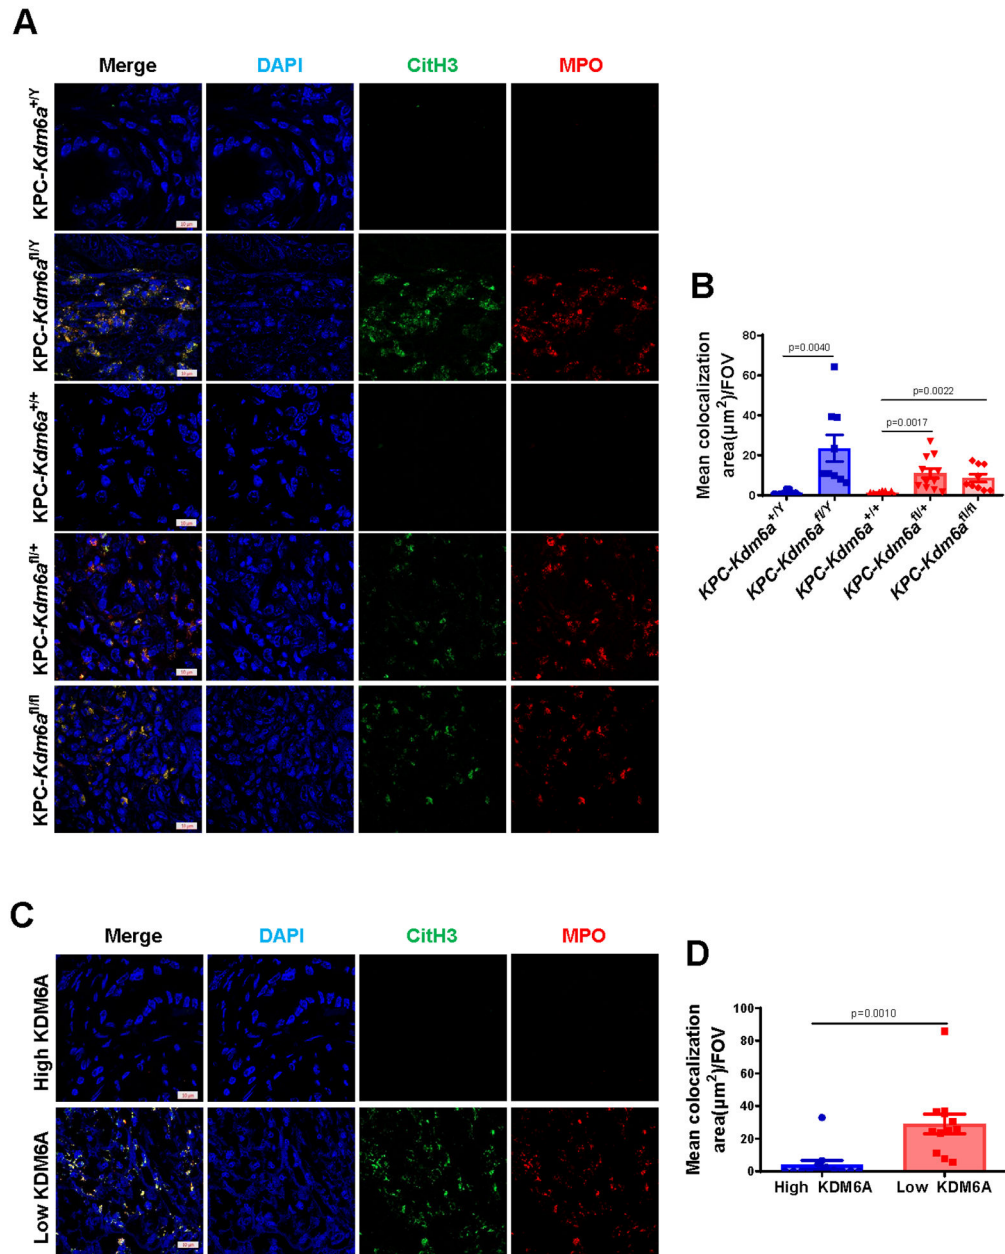 A
Merge DAPI CitH3 MPO
KPC-Kdm6a+/Y
KPC-Kdm6afl/Y
KPC-Kdm6a+/+
KPC-Kdm6afl/+
KPC-Kdm6afl/fl
B
Mean colocalization
area(μm²)/FOV
80
60
40
20
0
p=0.0040
p=0.0022
p=0.0017
KPC-Kdm6a+/Y
KPC-Kdm6afl/Y
KPC-Kdm6a+/+
KPC-Kdm6afl/+
KPC-Kdm6afl/fl
C
Merge DAPI CitH3 MPO
High KDM6A
Low KDM6A
D
Mean colocalization
area(μm²)/FOV
100
80
60
40
20
0
p=0.0010
High KDM6A Low KDM6A